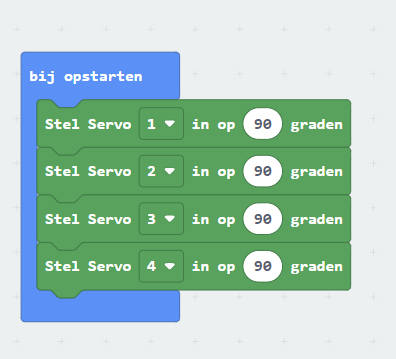 bij opstarten
Stel Servo 1 in op 90 graden
Stel Servo 2 in op 90 graden
Stel Servo 3 in op 90 graden
Stel Servo 4 in op 90 graden